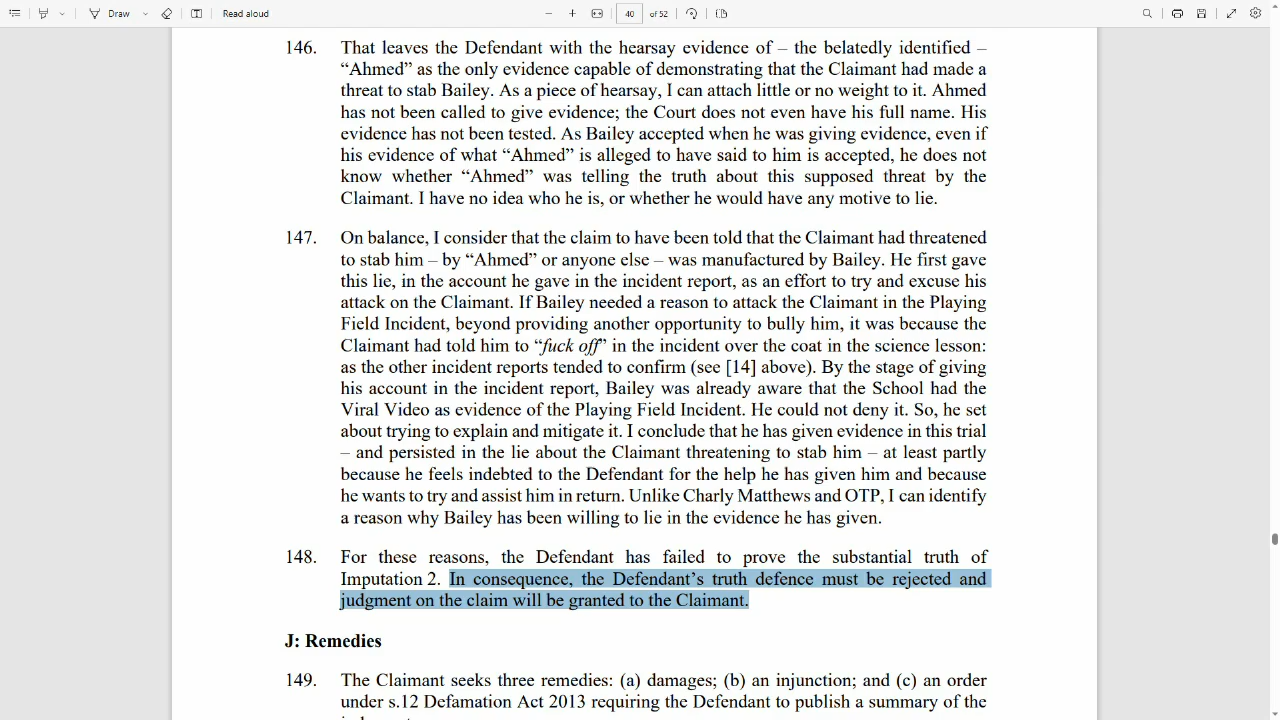 Draw
Read aloud
40
of 52
146. That leaves the Defendant with the hearsay evidence of – the belatedly identified –
“Ahmed” as the only evidence capable of demonstrating that the Claimant had made a
threat to stab Bailey. As a piece of hearsay, I can attach little or no weight to it. Ahmed
has not been called to give evidence; the Court does not even have his full name. His
evidence has not been tested. As Bailey accepted when he was giving evidence, even if
his evidence of what “Ahmed” is alleged to have said to him is accepted, he does not
know whether “Ahmed” was telling the truth about this supposed threat by the
Claimant. I have no idea who he is, or whether he would have any motive to lie.
147. On balance, I consider that the claim to have been told that the Claimant had threatened
to stab him – by “Ahmed” or anyone else – was manufactured by Bailey. He first gave
this lie, in the account he gave in the incident report, as an effort to try and excuse his
attack on the Claimant. If Bailey needed a reason to attack the Claimant in the Playing
Field Incident, beyond providing another opportunity to bully him, it was because the
Claimant had told him to “fuck off” in the incident over the coat in the science lesson:
as the other incident reports tended to confirm (see [14] above). By the stage of giving
his account in the incident report, Bailey was already aware that the School had the
Viral Video as evidence of the Playing Field Incident. He could not deny it. So, he set
about trying to explain and mitigate it. I conclude that he has given evidence in this trial
– and persisted in the lie about the Claimant threatening to stab him – at least partly
because he feels indebted to the Defendant for the help he has given him and because
he wants to try and assist him in return. Unlike Charly Matthews and OTP, I can identify
a reason why Bailey has been willing to lie in the evidence he has given.
148. For these reasons, the Defendant has failed to prove the substantial truth of
Imputation 2. In consequence, the Defendant’s truth defence must be rejected and
judgment on the claim will be granted to the Claimant.
J: Remedies
149. The Claimant seeks three remedies: (a) damages; (b) an injunction; and (c) an order
under s.12 Defamation Act 2013 requiring the Defendant to publish a summary of the